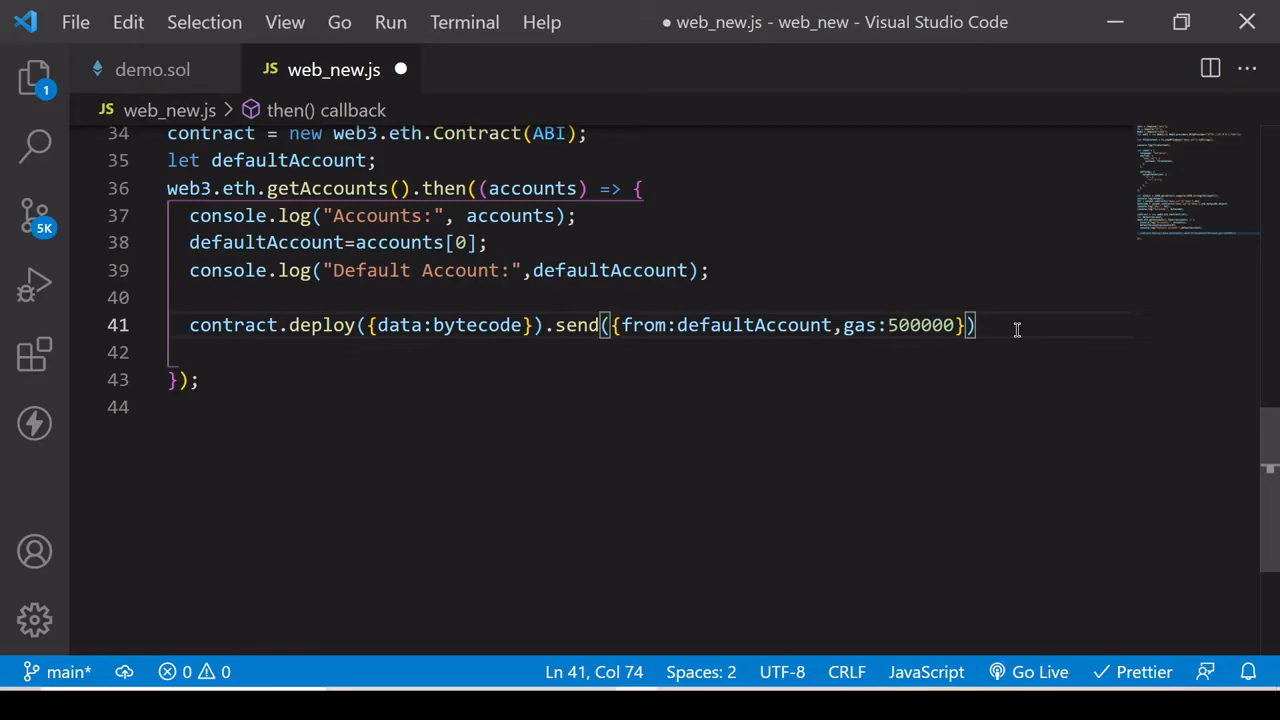 File Edit Selection View Go Run Terminal Help ● web_new.js - web_new - Visual Studio Code
demo.sol JS web_new.js
JS web_new.js > then() callback
34 contract = new web3.eth.Contract(ABI);
35 let defaultAccount;
36 web3.eth.getAccounts().then((accounts) => {
37 console.log("Accounts:", accounts);
38 defaultAccount=accounts[0];
39 console.log("Default Account:",defaultAccount);
40
41 contract.deploy({data:bytecode}).send({from:defaultAccount,gas:500000})
42
43 });
44
1
5K
main* 0 0 Ln 41, Col 74 Spaces: 2 UTF-8 CRLF JavaScript Go Live Prettier